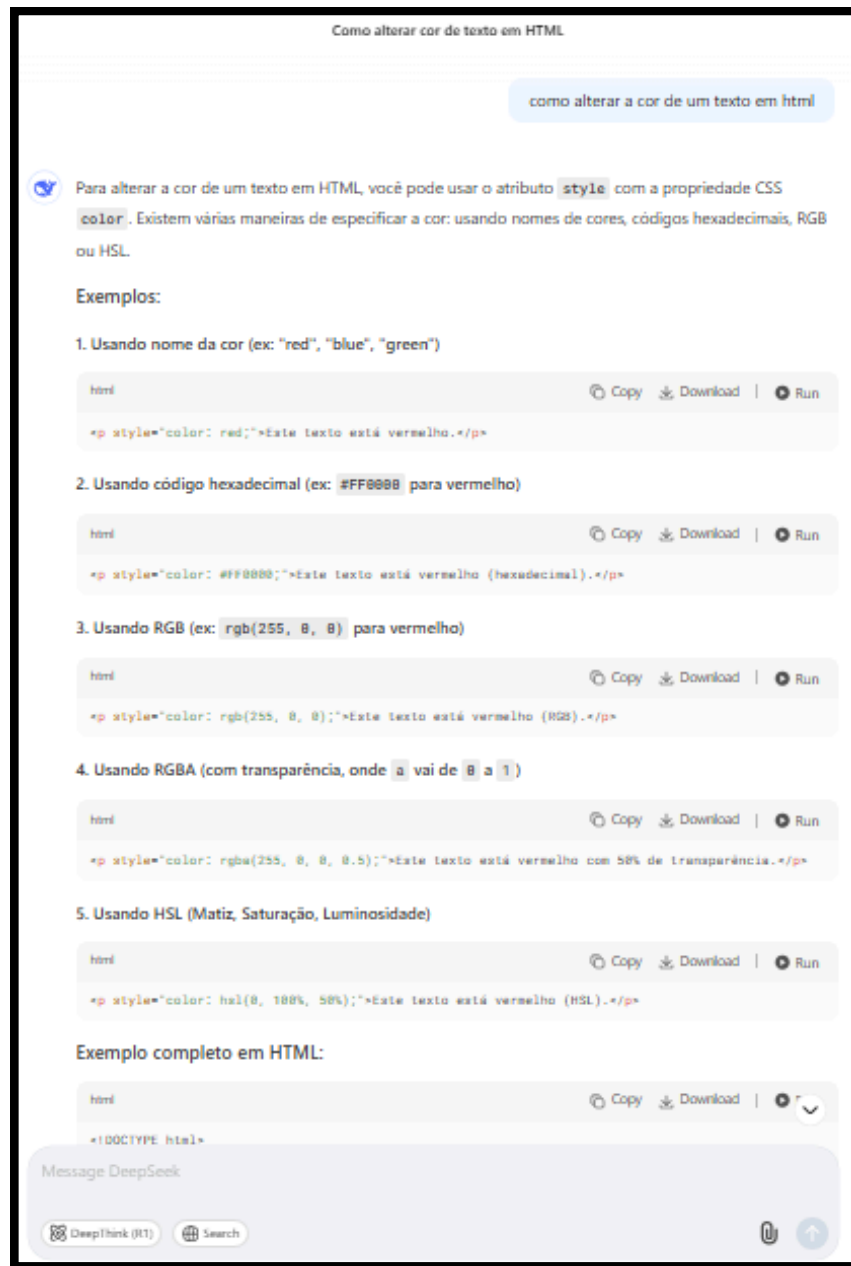 Como alterar cor de texto em HTML
como alterar a cor de um texto em html
Para alterar a cor de um texto em HTML, você pode usar o atributo style com a propriedade CSS
color. Existem várias maneiras de especificar a cor: usando nomes de cores, códigos hexadecimais, RGB
ou HSL.
Exemplos:
1. Usando nome da cor (ex: "red", "blue", "green")
html Copy Download | Run
<p style="color: red;">Este texto está vermelho.</p>
2. Usando código hexadecimal (ex: #FF0000 para vermelho)
html Copy Download | Run
<p style="color: #FF0000;">Este texto está vermelho (hexadecimal).</p>
3. Usando RGB (ex: rgb(255, 0, 0) para vermelho)
html Copy Download | Run
<p style="color: rgb(255, 0, 0);">Este texto está vermelho (RGB).</p>
4. Usando RGBA (com transparência, onde a vai de 0 a 1)
html Copy Download | Run
<p style="color: rgba(255, 0, 0, 0.5);">Este texto está vermelho com 50% de transparência.</p>
5. Usando HSL (Matiz, Saturação, Luminosidade)
html Copy Download | Run
<p style="color: hsl(0, 100%, 50%);">Este texto está vermelho (HSL).</p>
Exemplo completo em HTML:
html Copy Download |
<!DOCTYPE html>
Message DeepSeek
DeepThink (R1) Search